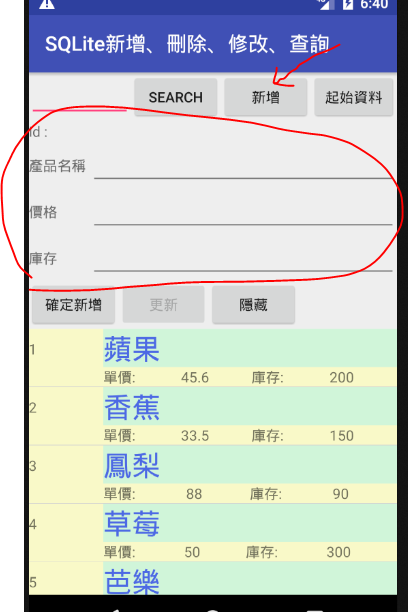 6:40
SQLite新增、刪除、修改、查詢
SEARCH 新增 起始資料
id :
產品名稱
價格
庫存
確定新增 更新 隱藏
1 蘋果
單價: 45.6 庫存: 200
2 香蕉
單價: 33.5 庫存: 150
3 鳳梨
單價: 88 庫存: 90
4 草莓
單價: 50 庫存: 300
5 芭樂